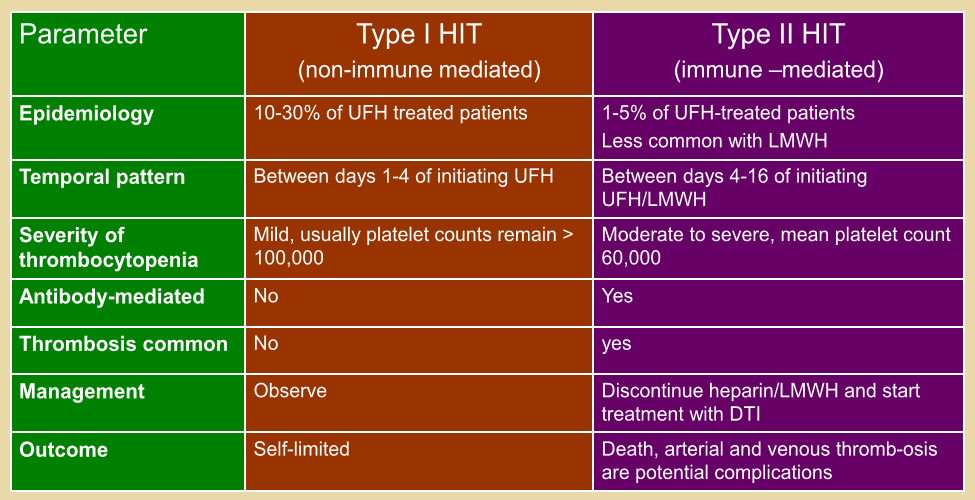 Parameter
Type I HIT
(non-immune mediated)
Type II HIT
(immune –mediated)
Epidemiology
10-30% of UFH treated patients
1-5% of UFH-treated patients
Less common with LMWH
Temporal pattern
Between days 1-4 of initiating UFH
Between days 4-16 of initiating
UFH/LMWH
Severity of
thrombocytopenia
Mild, usually platelet counts remain >
100,000
Moderate to severe, mean platelet count
60,000
Antibody-mediated
No
Yes
Thrombosis common
No
yes
Management
Observe
Discontinue heparin/LMWH and start
treatment with DTI
Outcome
Self-limited
Death, arterial and venous thromb-osis
are potential complications